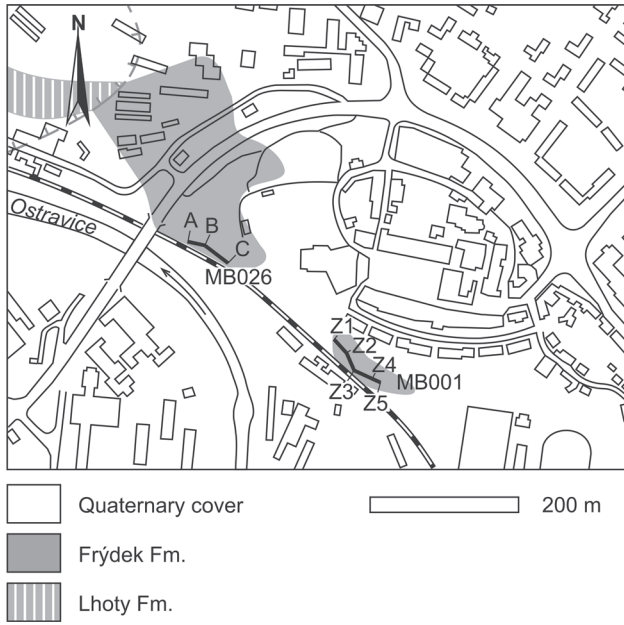 N
Ostravice
A
B
C
MB026
Z1
Z2
Z4
MB001
Z3
Z5
Quaternary cover
200 m
Frýdek Fm.
Lhoty Fm.